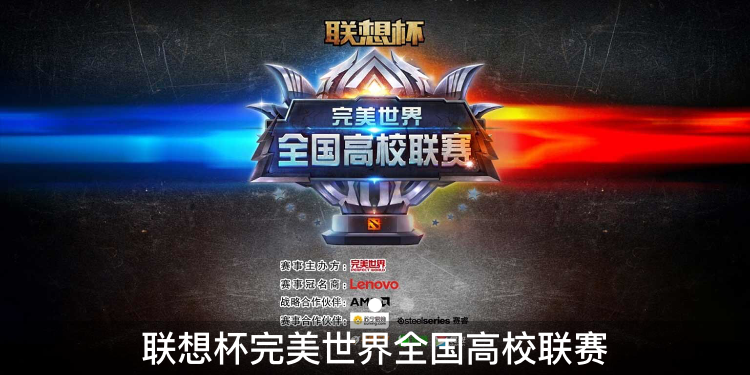 联想杯
完美世界
全国高校联赛
赛事主办方：完美世界 PERFECT WORLD
赛事冠名商：Lenovo
战略合作伙伴：AMD
赛事合作伙伴： steelseries 赛睿
联想杯完美世界全国高校联赛